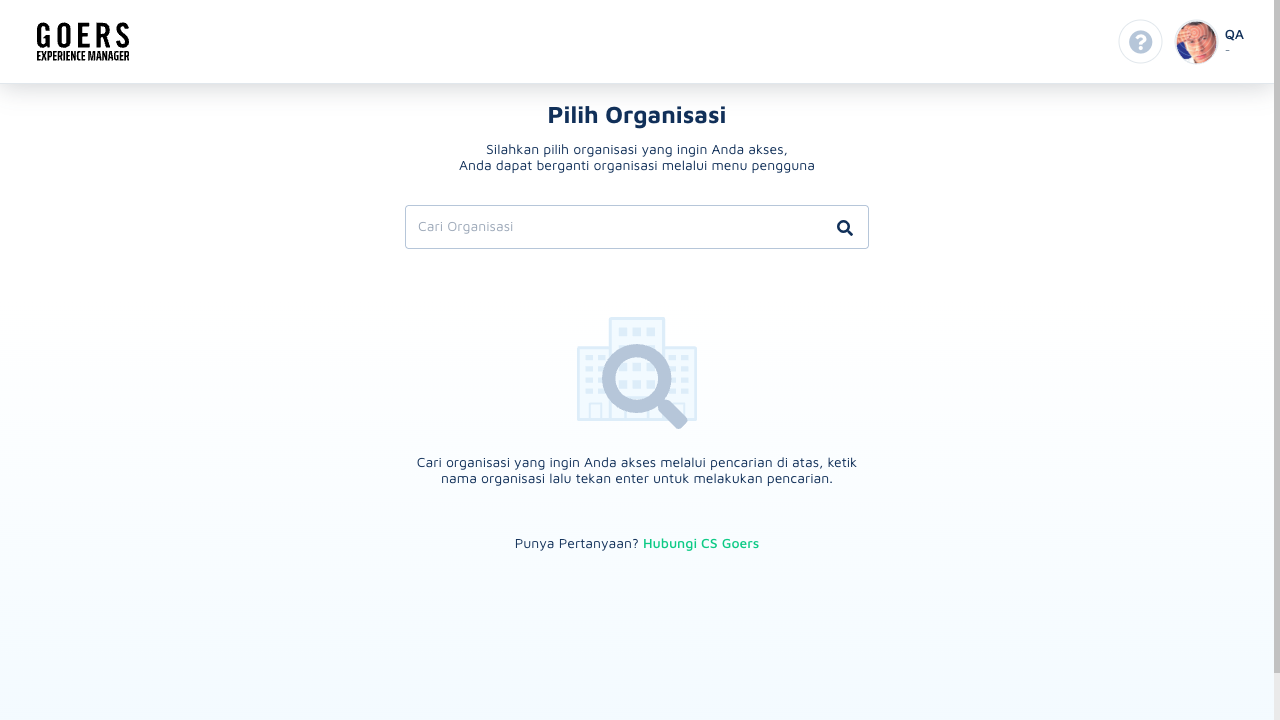 GOERS
EXPERIENCE MANAGER
QA
-
Pilih Organisasi
Silahkan pilih organisasi yang ingin Anda akses,
Anda dapat berganti organisasi melalui menu pengguna
Cari Organisasi
Cari organisasi yang ingin Anda akses melalui pencarian di atas, ketik
nama organisasi lalu tekan enter untuk melakukan pencarian.
Punya Pertanyaan? Hubungi CS Goers